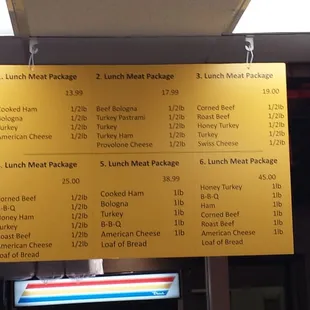 1. Lunch Meat Package
13.99
Cooked Ham 1/2lb
Bologna 1/2lb
Turkey 1/2lb
American Cheese 1/2lb
2. Lunch Meat Package
17.99
Beef Bologna 1/2lb
Turkey Pastrami 1/2lb
Turkey 1/2lb
Turkey Ham 1/2lb
Provolone Cheese 1/2lb
3. Lunch Meat Package
19.00
Corned Beef 1/2lb
Roast Beef 1/2lb
Honey Turkey 1/2lb
Turkey 1/2lb
Swiss Cheese 1/2lb
4. Lunch Meat Package
25.00
Corned Beef 1/2lb
B-B-Q 1/2lb
Honey Ham 1/2lb
Turkey 1/2lb
Roast Beef 1/2lb
American Cheese 1/2lb
Loaf of Bread
5. Lunch Meat Package
38.99
Cooked Ham 1lb
Bologna 1lb
Turkey 1lb
B-B-Q 1lb
American Cheese 1lb
Loaf of Bread
6. Lunch Meat Package
45.00
Honey Turkey 1lb
B-B-Q 1lb
Ham 1lb
Corned Beef 1lb
Roast Beef 1lb
American Cheese 1lb
Loaf of Bread